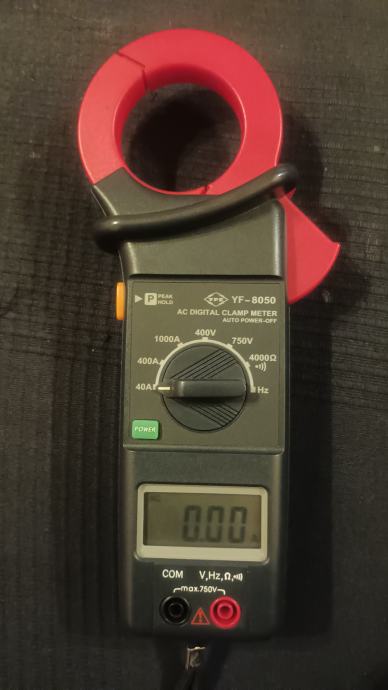 P PEAK HOLD
YF-8050
AC DIGITAL CLAMP METER
AUTO POWER-OFF
400V
1000A 750V
400A 4000Ω
40A Hz
POWER
0.00
COM V,Hz,Ω
max.750V